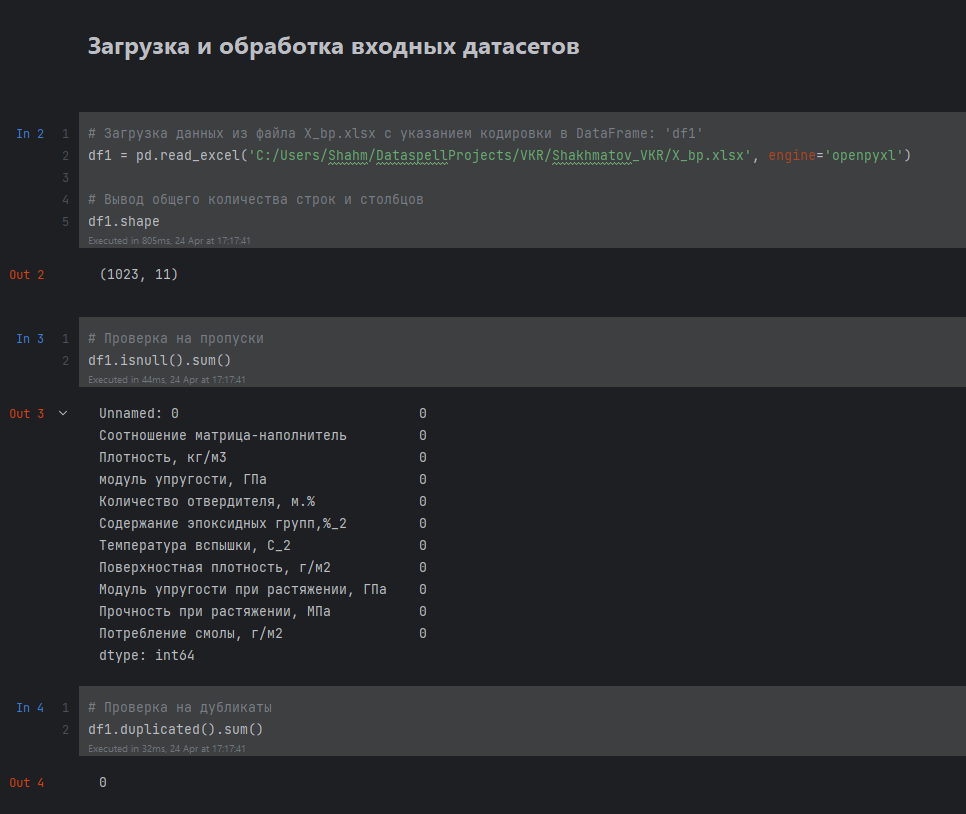 Загрузка и обработка входных датасетов
In 2 1 # Загрузка данных из файла X_bp.xlsx с указанием кодировки в DataFrame: 'df1'
2 df1 = pd.read_excel('C:/Users/Shahm/DataspellProjects/VKR/Shakhmatov_VKR/X_bp.xlsx', engine='openpyxl')
3
4 # Вывод общего количества строк и столбцов
5 df1.shape
Executed in 805ms, 24 Apr at 17:17:41
Out 2 (1023, 11)
In 3 1 # Проверка на пропуски
2 df1.isnull().sum()
Executed in 44ms, 24 Apr at 17:17:41
Out 3 Unnamed: 0 0
Соотношение матрица-наполнитель 0
Плотность, кг/м3 0
модуль упругости, ГПа 0
Количество отвердителя, м.% 0
Содержание эпоксидных групп,%_2 0
Температура вспышки, С_2 0
Поверхностная плотность, г/м2 0
Модуль упругости при растяжении, ГПа 0
Прочность при растяжении, МПа 0
Потребление смолы, г/м2 0
dtype: int64
In 4 1 # Проверка на дубликаты
2 df1.duplicated().sum()
Executed in 32ms, 24 Apr at 17:17:41
Out 4 0